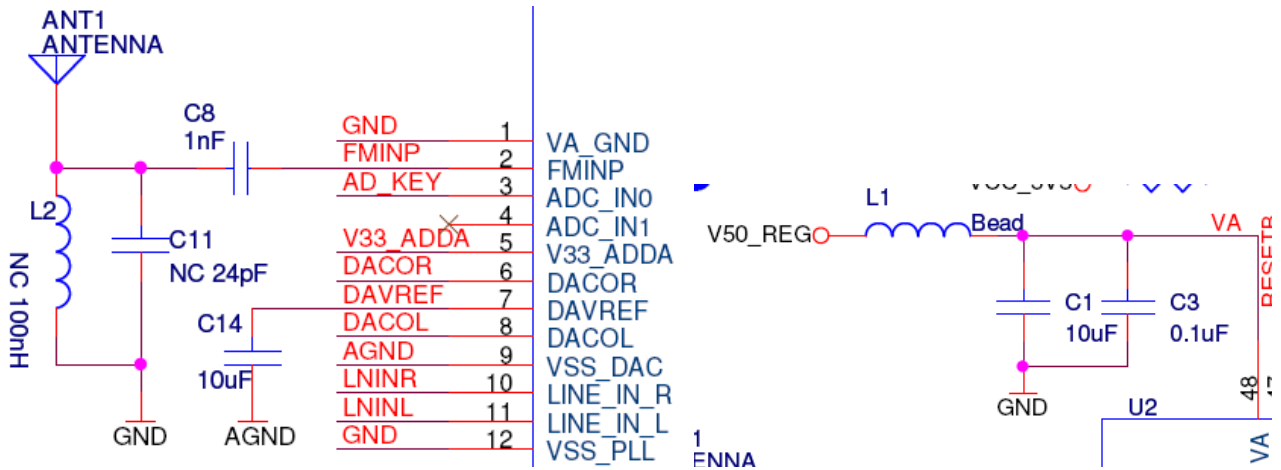 ANT1
ANTENNA
C8
1nF
L2
NC 100nH
C11
NC 24pF
C14
10uF
GND
AGND
GND 1 VA_GND
FMINP 2 FMINP
AD_KEY 3 ADC_IN0
4 ADC_IN1
V33_ADDA 5 V33_ADDA
DACOR 6 DACOR
DAVREF 7 DAVREF
DACOL 8 DACOL
AGND 9 VSS_DAC
LNINR 10 LINE_IN_R
LNINL 11 LINE_IN_L
GND 12 VSS_PLL
L1
V50_REG
Bead
VA
RESETB
C1
10uF
C3
0.1uF
GND
48
47
U2
VA
1